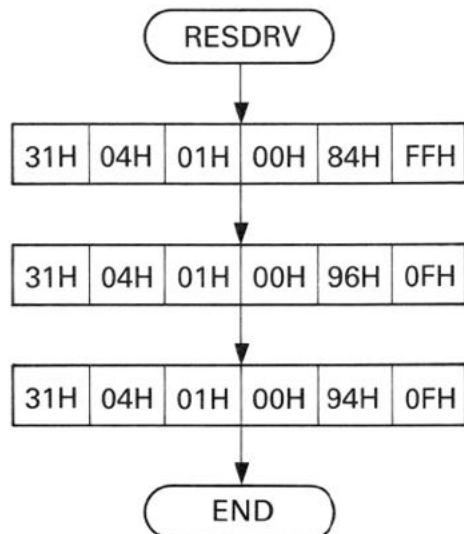 RESDRV
31H 04H 01H 00H 84H FFH
31H 04H 01H 00H 96H 0FH
31H 04H 01H 00H 94H 0FH
END